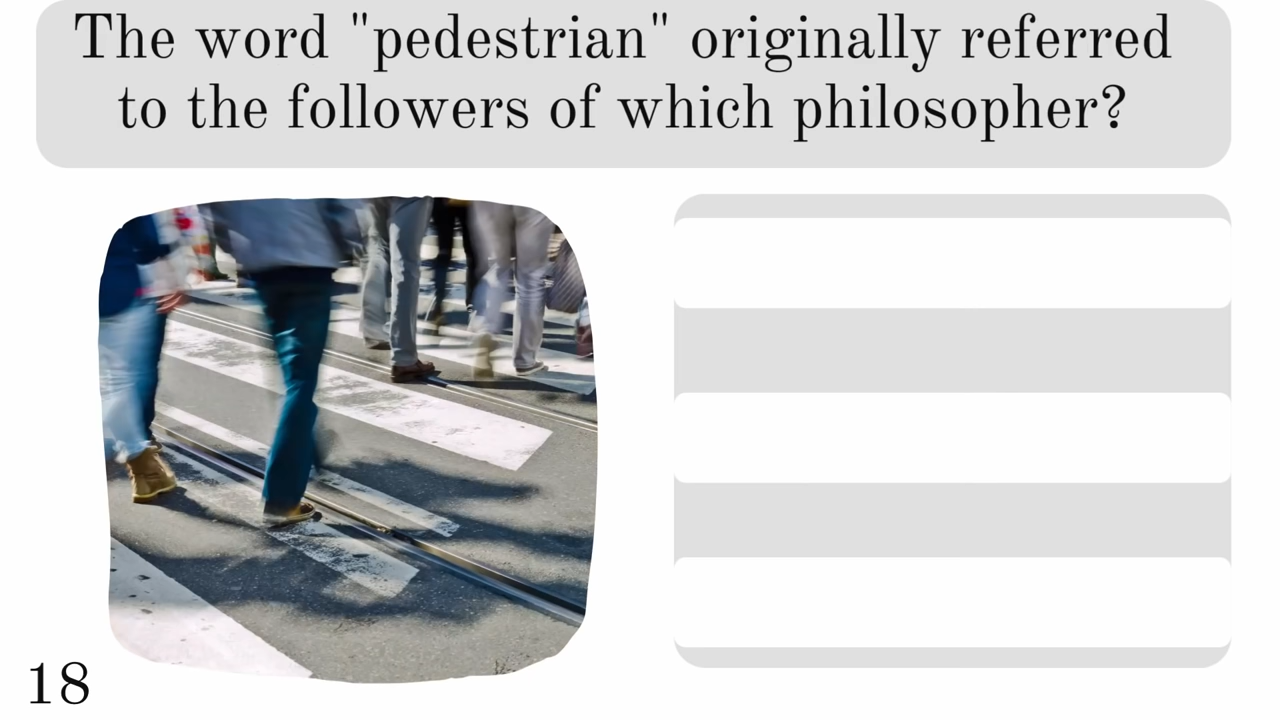 The word "pedestrian" originally referred
to the followers of which philosopher?
18